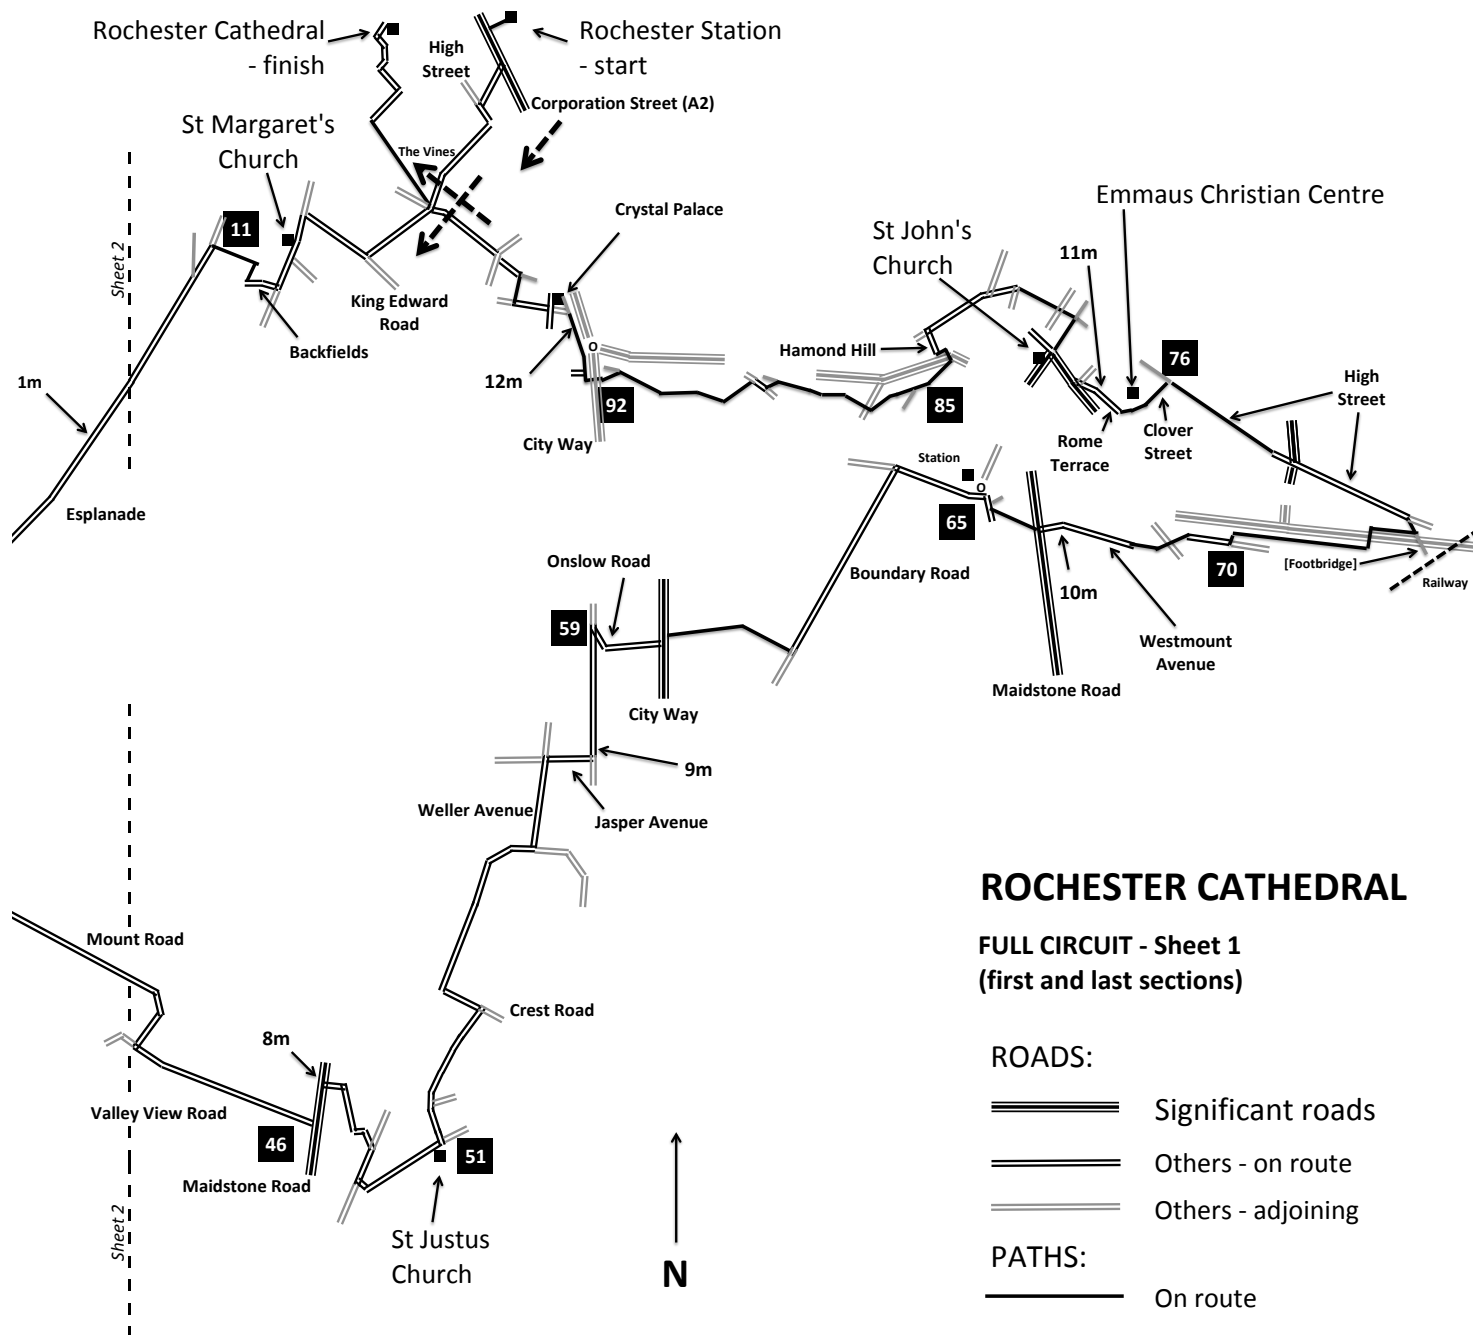 Rochester Cathedral
- finish
High
Street
Rochester Station
- start
Corporation Street (A2)
St Margaret's
Church
The Vines
Sheet 2
11
Crystal Palace
Emmaus Christian Centre
St John's
Church
11m
King Edward
Road
Backfields
Hamond Hill
76
High
Street
1m
12m
92
85
City Way
Rome
Terrace
Clover
Street
Station
O
O
Esplanade
65
70
[Footbridge]
Railway
Onslow Road
Boundary Road
10m
59
Westmount
Avenue
Maidstone Road
City Way
9m
Weller Avenue
Jasper Avenue
ROCHESTER CATHEDRAL
FULL CIRCUIT - Sheet 1
(first and last sections)
Mount Road
Crest Road
8m
ROADS:
Significant roads
Valley View Road
46
51
Others - on route
Maidstone Road
Others - adjoining
Sheet 2
St Justus
Church
N
PATHS:
On route